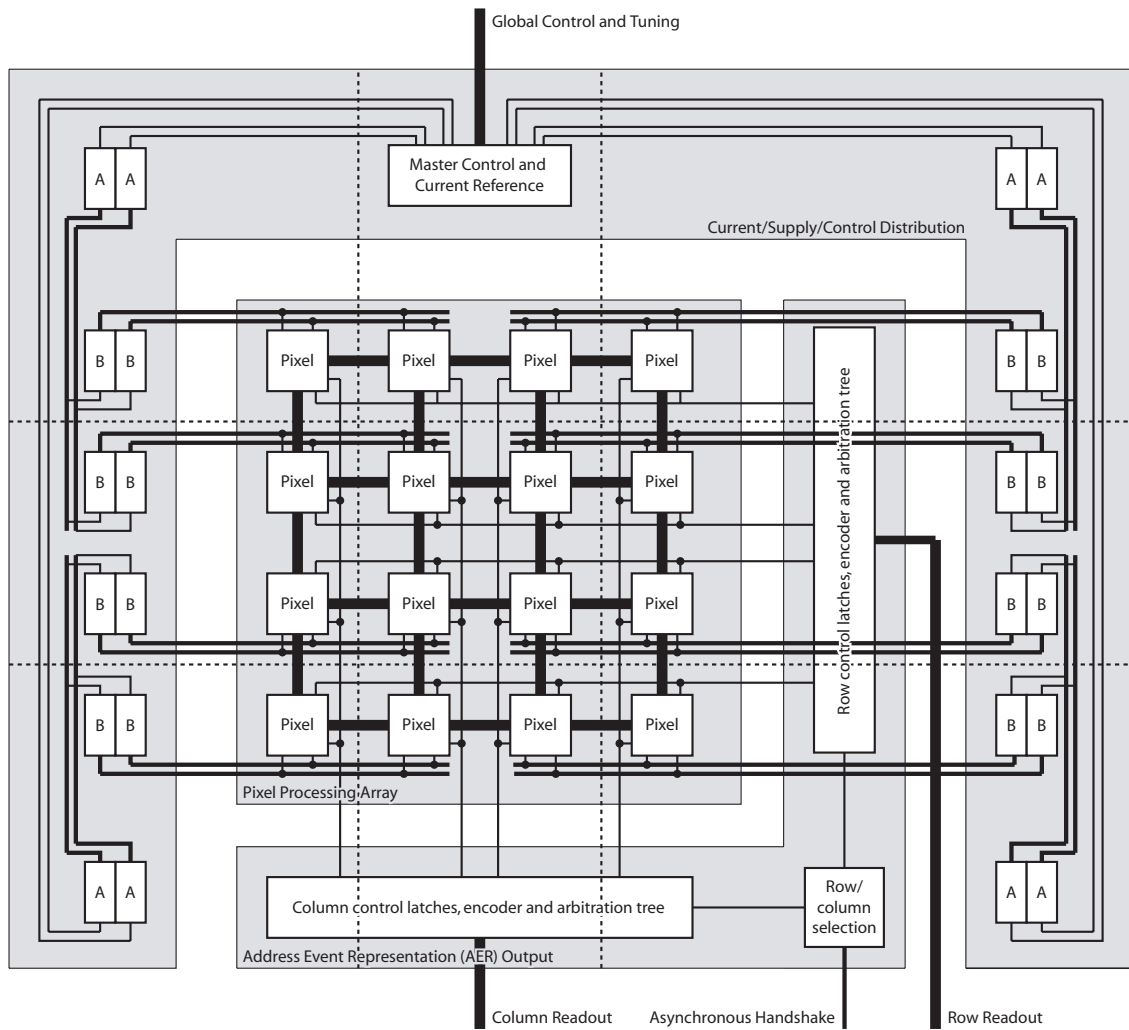 Global Control and Tuning
Master Control and
Current Reference
A A
A A
Current/Supply/Control Distribution
B B
Pixel Pixel Pixel Pixel
B B
B B
Pixel Pixel Pixel Pixel
B B
Row control latches, encoder and arbitration tree
B B
Pixel Pixel Pixel Pixel
B B
B B
Pixel Pixel Pixel Pixel
B B
Pixel Processing Array
A A
Column control latches, encoder and arbitration tree
Row/
column
selection
A A
Address Event Representation (AER) Output
Column Readout
Asynchronous Handshake
Row Readout